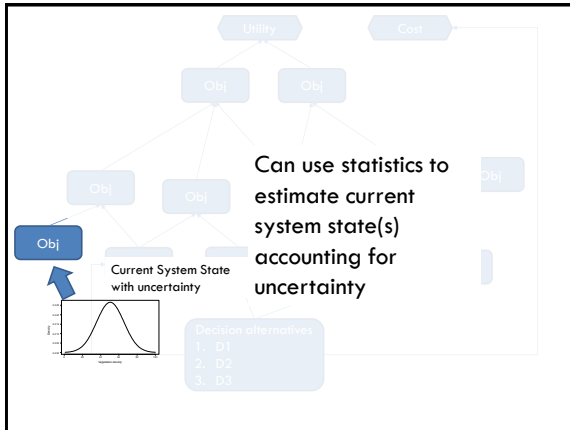 Utility
Cost
Obj
Obj
Can use statistics to
estimate current
system state(s)
accounting for
uncertainty
Obj
Obj
Obj
Obj
Current System State
with uncertainty
Decision alternatives
1. D1
2. D2
3. D3